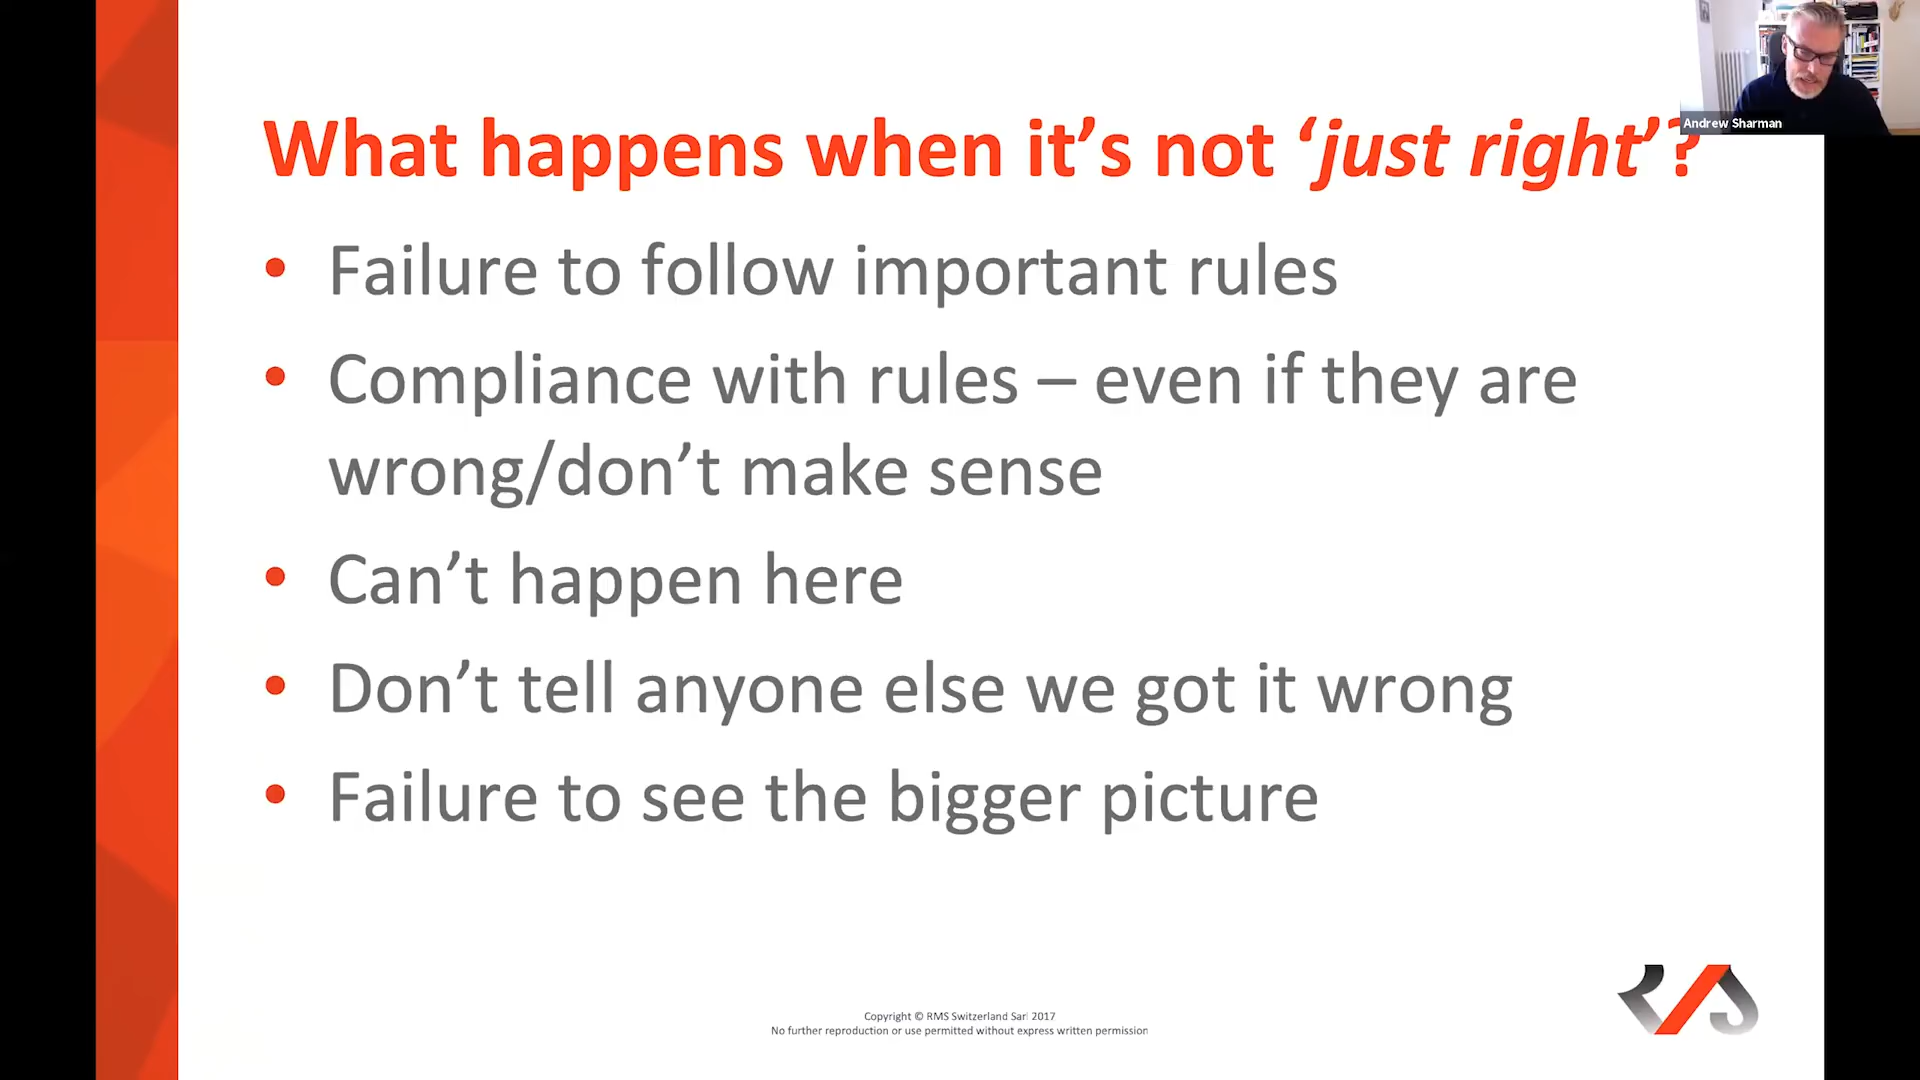 Andrew Sharman
What happens when it’s not ‘just right’?
• Failure to follow important rules
• Compliance with rules – even if they are
wrong/don’t make sense
• Can’t happen here
• Don’t tell anyone else we got it wrong
• Failure to see the bigger picture
Copyright © RMS Switzerland Sarl 2017
No further reproduction or use permitted without express written permission